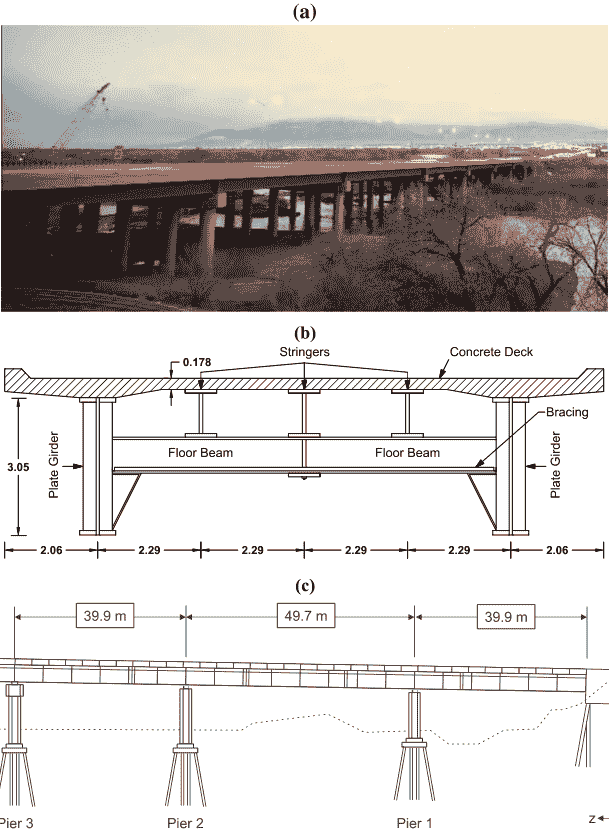 (a)
(b)
0.178
Stringers
Concrete Deck
Bracing
Plate Girder
3.05
Floor Beam
Floor Beam
Plate Girder
2.06 2.29 2.29 2.29 2.29 2.06
(c)
39.9 m 49.7 m 39.9 m
Pier 3 Pier 2 Pier 1 z